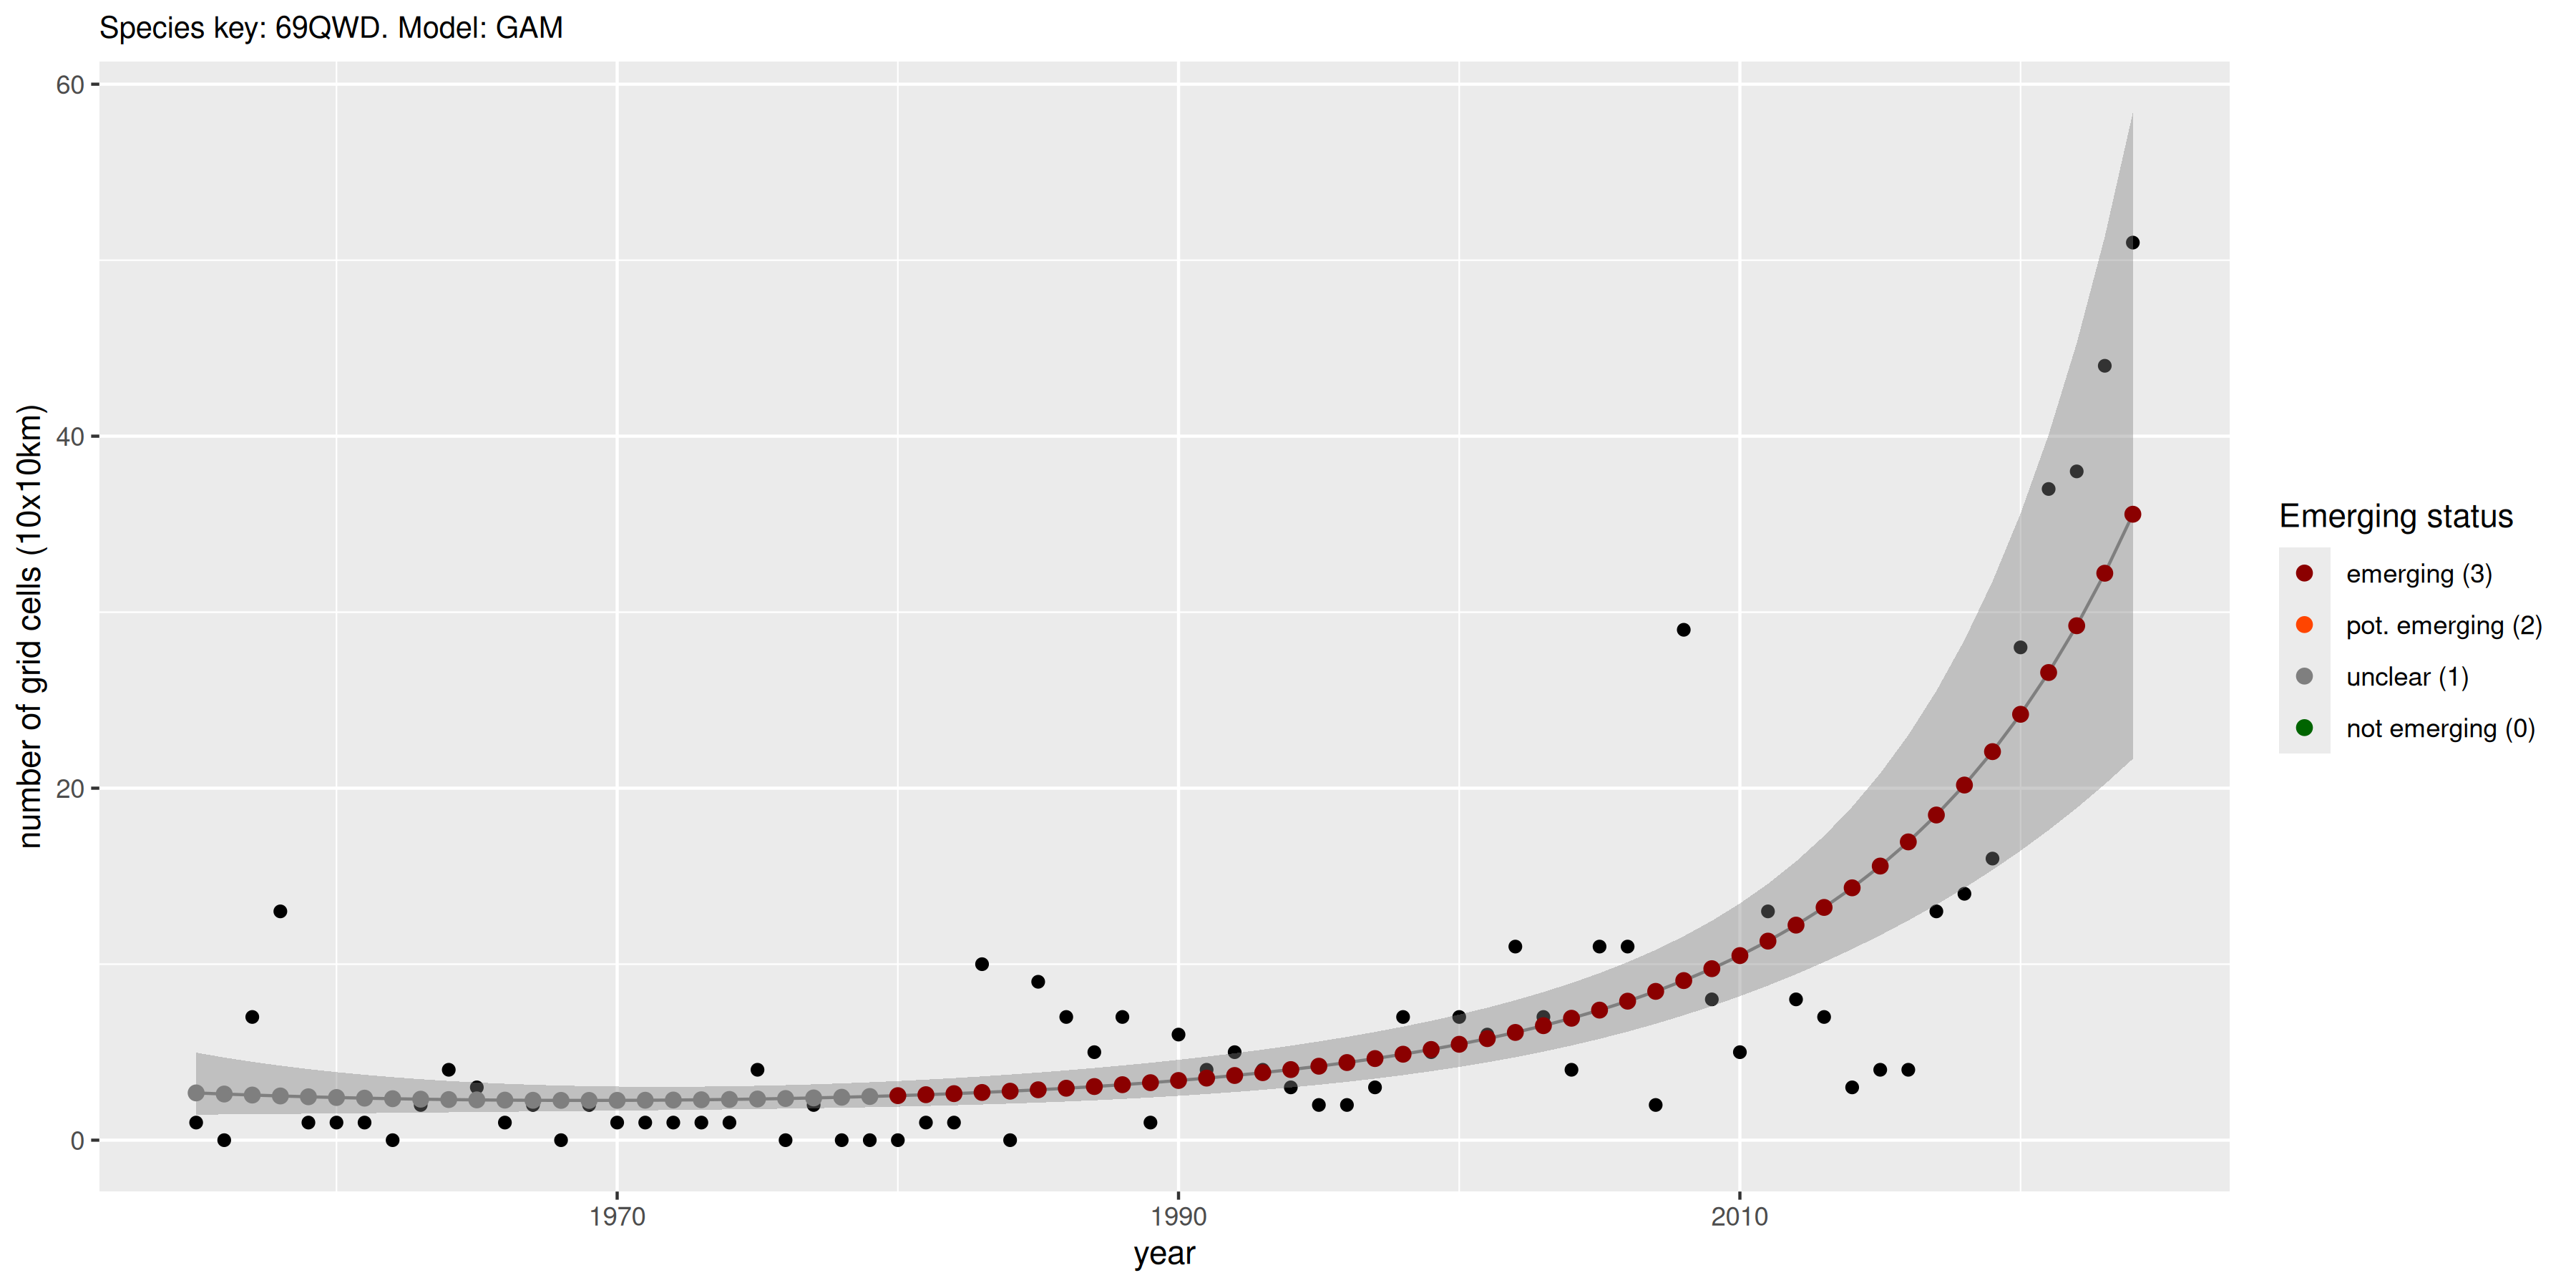 Species key: 69QWD. Model: GAM
60
40
20
0
number of grid cells (10x10km)
1970
1990
2010
year
Emerging status
emerging (3)
pot. emerging (2)
unclear (1)
not emerging (0)